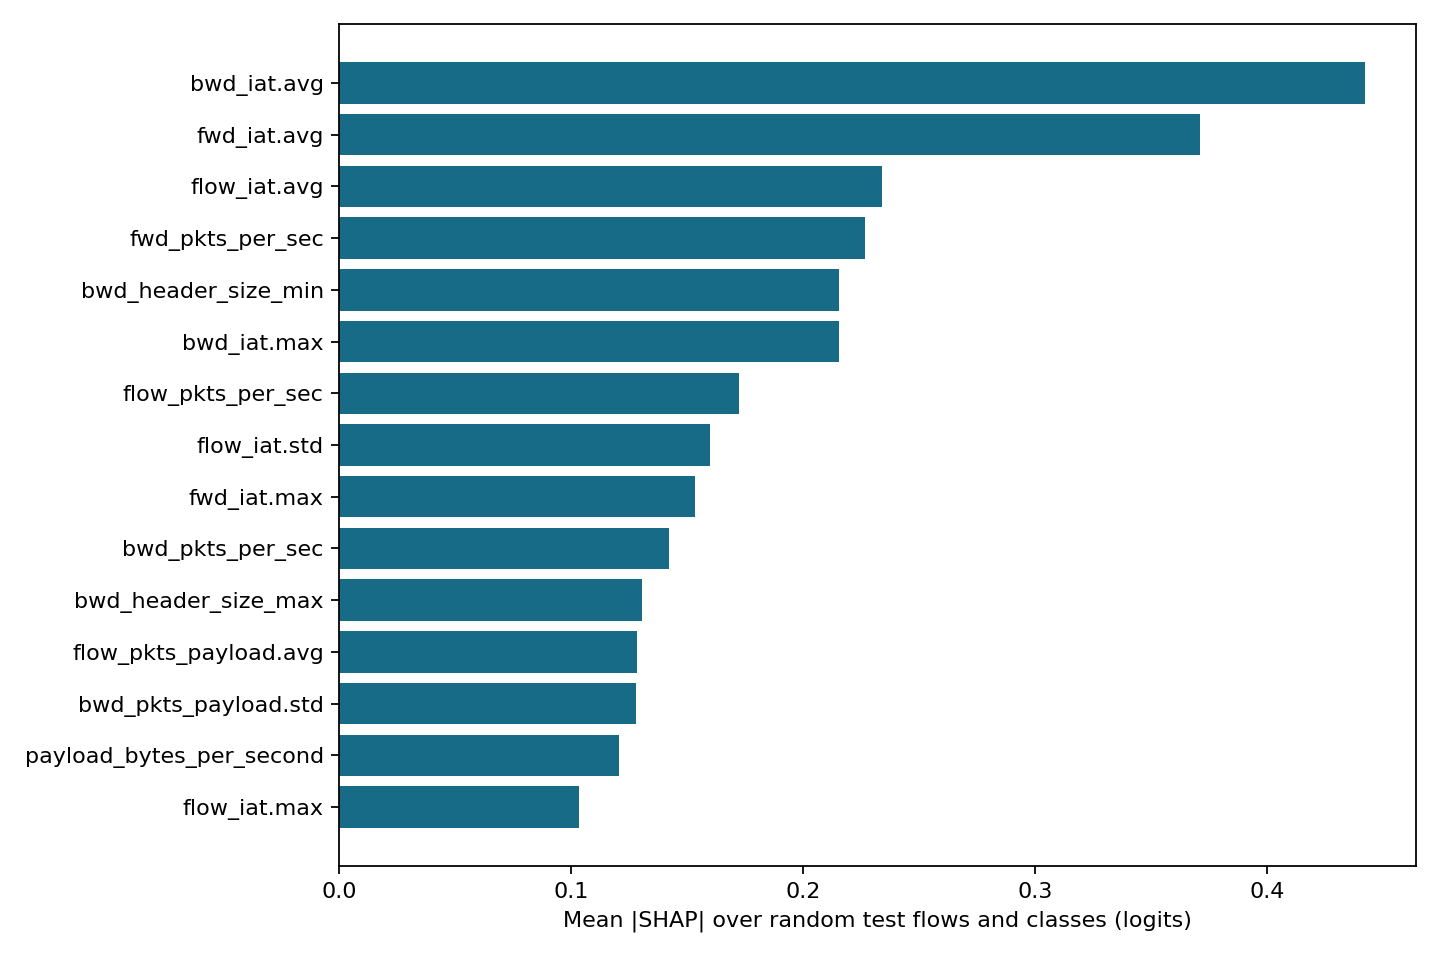 bwd_iat.avg
fwd_iat.avg
flow_iat.avg
fwd_pkts_per_sec
bwd_header_size_min
bwd_iat.max
flow_pkts_per_sec
flow_iat.std
fwd_iat.max
bwd_pkts_per_sec
bwd_header_size_max
flow_pkts_payload.avg
bwd_pkts_payload.std
payload_bytes_per_second
flow_iat.max
0.0 0.1 0.2 0.3 0.4
Mean |SHAP| over random test flows and classes (logits)